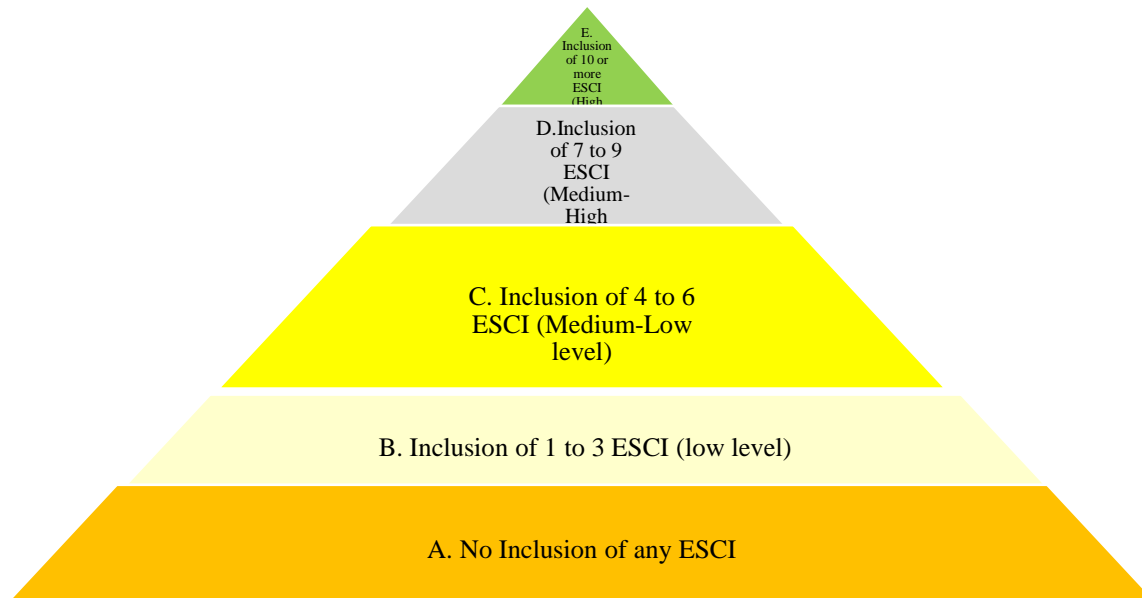 E.
Inclusion
of 10 or
more
ESCI
(High
D.Inclusion
of 7 to 9
ESCI
(Medium-
High
C. Inclusion of 4 to 6
ESCI (Medium-Low
level)
B. Inclusion of 1 to 3 ESCI (low level)
A. No Inclusion of any ESCI